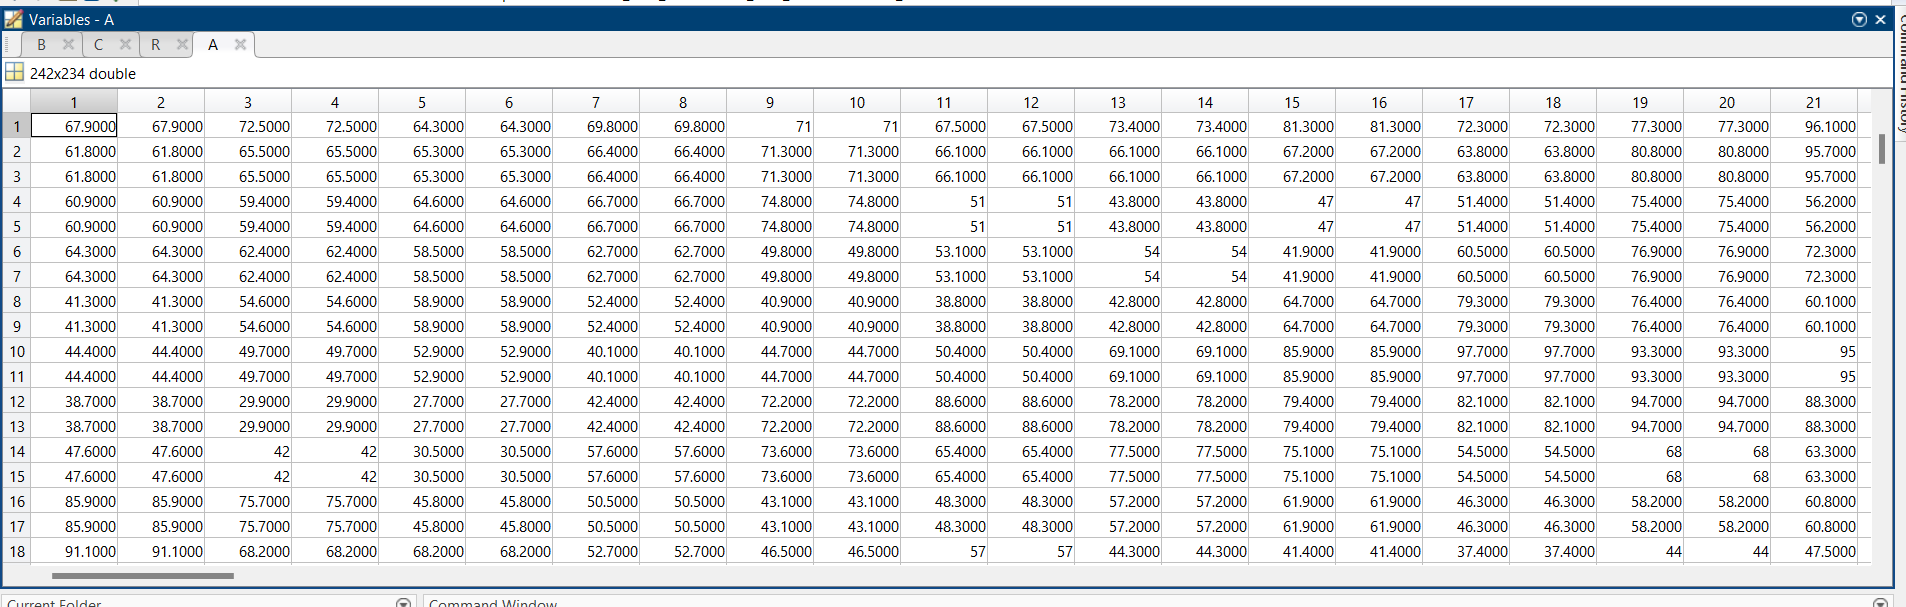 Variables - A
B C R A
242x234 double
1 2 3 4 5 6 7 8 9 10 11 12 13 14 15 16 17 18 19 20 21
1 67.9000 67.9000 72.5000 72.5000 64.3000 64.3000 69.8000 69.8000 71 71 67.5000 67.5000 73.4000 73.4000 81.3000 81.3000 72.3000 72.3000 77.3000 77.3000 96.1000
2 61.8000 61.8000 65.5000 65.5000 65.3000 65.3000 66.4000 66.4000 71.3000 71.3000 66.1000 66.1000 66.1000 66.1000 67.2000 67.2000 63.8000 63.8000 80.8000 80.8000 95.7000
3 61.8000 61.8000 65.5000 65.5000 65.3000 65.3000 66.4000 66.4000 71.3000 71.3000 66.1000 66.1000 66.1000 66.1000 67.2000 67.2000 63.8000 63.8000 80.8000 80.8000 95.7000
4 60.9000 60.9000 59.4000 59.4000 64.6000 64.6000 66.7000 66.7000 74.8000 74.8000 51 51 43.8000 43.8000 47 47 51.4000 51.4000 75.4000 75.4000 56.2000
5 60.9000 60.9000 59.4000 59.4000 64.6000 64.6000 66.7000 66.7000 74.8000 74.8000 51 51 43.8000 43.8000 47 47 51.4000 51.4000 75.4000 75.4000 56.2000
6 64.3000 64.3000 62.4000 62.4000 58.5000 58.5000 62.7000 62.7000 49.8000 49.8000 53.1000 53.1000 54 54 41.9000 41.9000 60.5000 60.5000 76.9000 76.9000 72.3000
7 64.3000 64.3000 62.4000 62.4000 58.5000 58.5000 62.7000 62.7000 49.8000 49.8000 53.1000 53.1000 54 54 41.9000 41.9000 60.5000 60.5000 76.9000 76.9000 72.3000
8 41.3000 41.3000 54.6000 54.6000 58.9000 58.9000 52.4000 52.4000 40.9000 40.9000 38.8000 38.8000 42.8000 42.8000 64.7000 64.7000 79.3000 79.3000 76.4000 76.4000 60.1000
9 41.3000 41.3000 54.6000 54.6000 58.9000 58.9000 52.4000 52.4000 40.9000 40.9000 38.8000 38.8000 42.8000 42.8000 64.7000 64.7000 79.3000 79.3000 76.4000 76.4000 60.1000
10 44.4000 44.4000 49.7000 49.7000 52.9000 52.9000 40.1000 40.1000 44.7000 44.7000 50.4000 50.4000 69.1000 69.1000 85.9000 85.9000 97.7000 97.7000 93.3000 93.3000 95
11 44.4000 44.4000 49.7000 49.7000 52.9000 52.9000 40.1000 40.1000 44.7000 44.7000 50.4000 50.4000 69.1000 69.1000 85.9000 85.9000 97.7000 97.7000 93.3000 93.3000 95
12 38.7000 38.7000 29.9000 29.9000 27.7000 27.7000 42.4000 42.4000 72.2000 72.2000 88.6000 88.6000 78.2000 78.2000 79.4000 79.4000 82.1000 82.1000 94.7000 94.7000 88.3000
13 38.7000 38.7000 29.9000 29.9000 27.7000 27.7000 42.4000 42.4000 72.2000 72.2000 88.6000 88.6000 78.2000 78.2000 79.4000 79.4000 82.1000 82.1000 94.7000 94.7000 88.3000
14 47.6000 47.6000 42 42 30.5000 30.5000 57.6000 57.6000 73.6000 73.6000 65.4000 65.4000 77.5000 77.5000 75.1000 75.1000 54.5000 54.5000 68 68 63.3000
15 47.6000 47.6000 42 42 30.5000 30.5000 57.6000 57.6000 73.6000 73.6000 65.4000 65.4000 77.5000 77.5000 75.1000 75.1000 54.5000 54.5000 68 68 63.3000
16 85.9000 85.9000 75.7000 75.7000 45.8000 45.8000 50.5000 50.5000 43.1000 43.1000 48.3000 48.3000 57.2000 57.2000 61.9000 61.9000 46.3000 46.3000 58.2000 58.2000 60.8000
17 85.9000 85.9000 75.7000 75.7000 45.8000 45.8000 50.5000 50.5000 43.1000 43.1000 48.3000 48.3000 57.2000 57.2000 61.9000 61.9000 46.3000 46.3000 58.2000 58.2000 60.8000
18 91.1000 91.1000 68.2000 68.2000 68.2000 68.2000 52.7000 52.7000 46.5000 46.5000 57 57 44.3000 44.3000 41.4000 41.4000 37.4000 37.4000 44 44 47.5000
Current Folder
Command Window
Command History